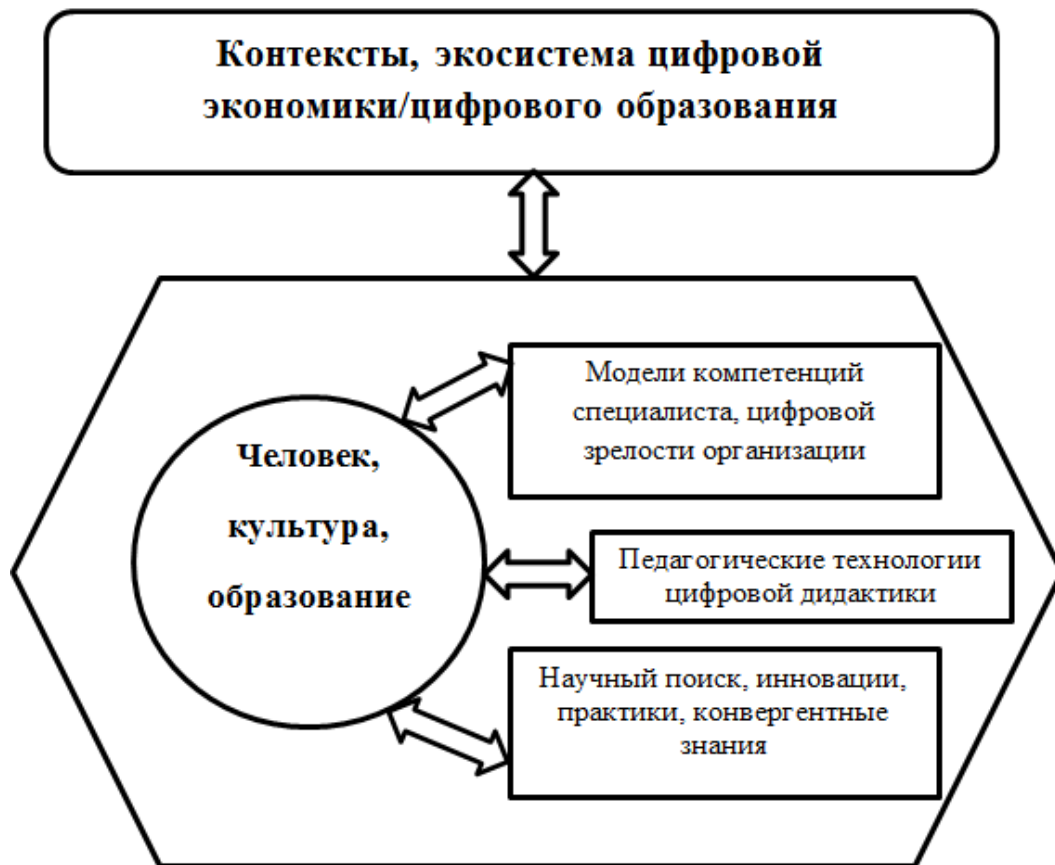 Контексты, экосистема цифровой
экономики/цифрового образования
Модели компетенций
специалиста, цифровой
зрелости организации
Человек,
культура,
образование
Педагогические технологии
цифровой дидактики
Научный поиск, инновации,
практики, конвергентные
знания